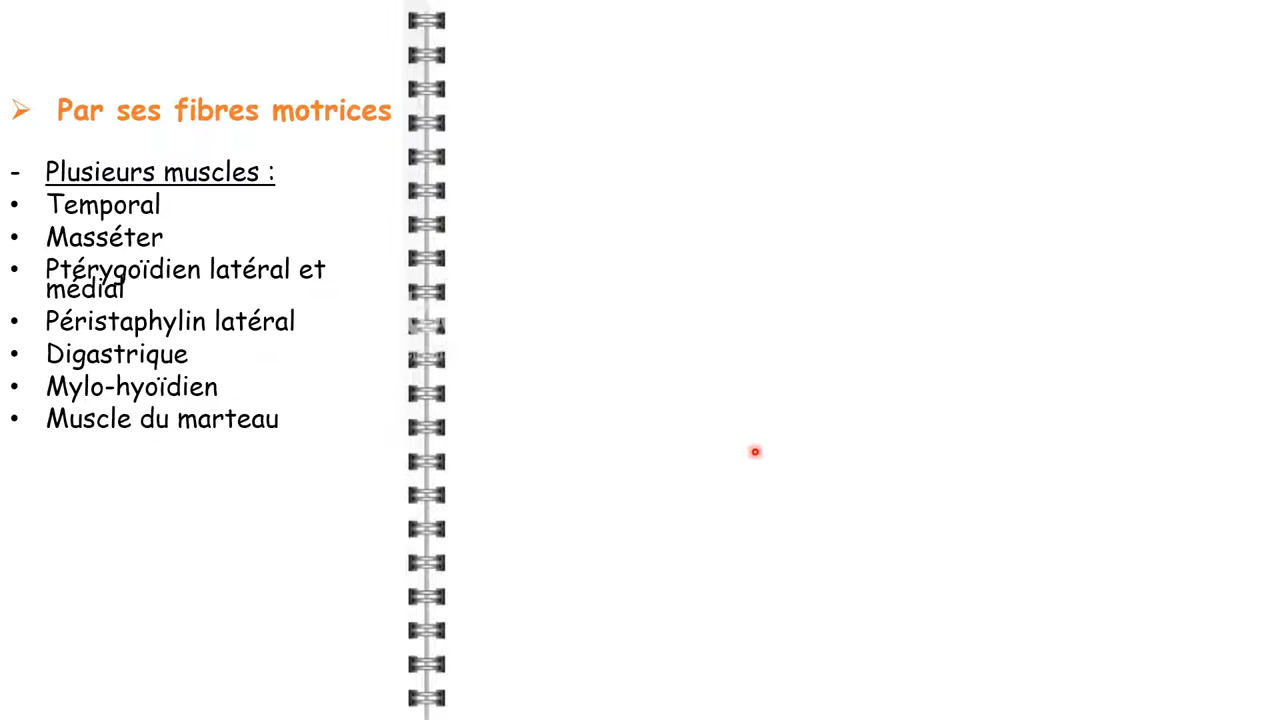 ➢ Par ses fibres motrices
- Plusieurs muscles :
• Temporal
• Masséter
• Ptérygoïdien latéral et
médial
• Péristaphylin latéral
• Digastrique
• Mylo-hyoïdien
• Muscle du marteau